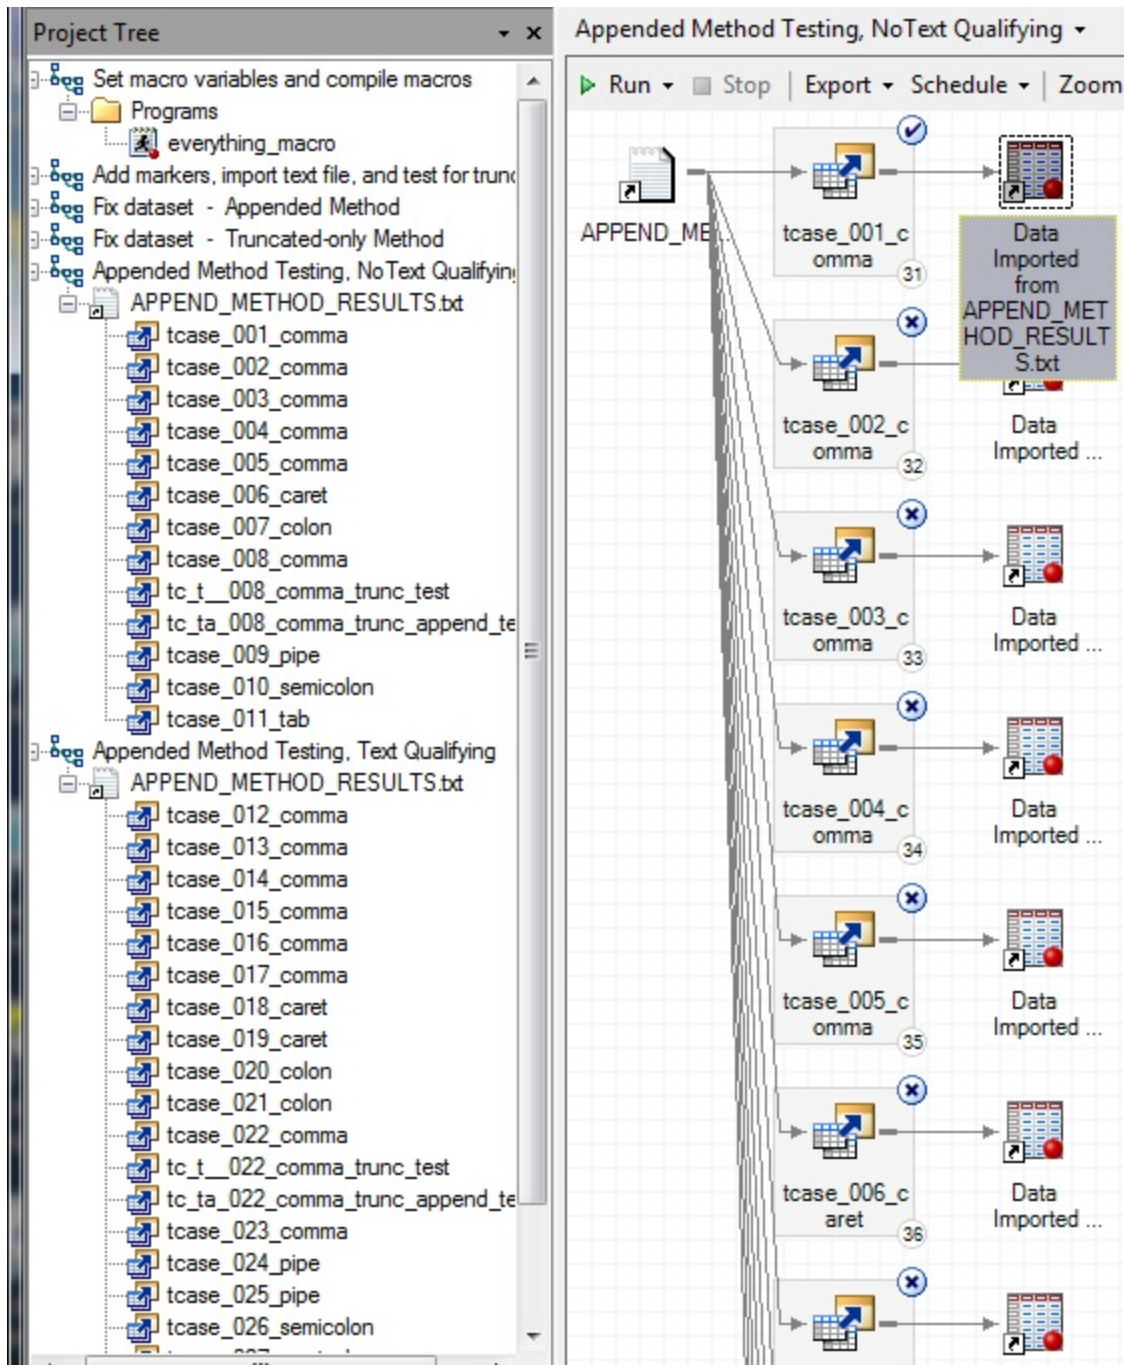 Project Tree
Set macro variables and compile macros
Programs
everything_macro
Add markers, import text file, and test for trunc
Fix dataset - Appended Method
Fix dataset - Truncated-only Method
Appended Method Testing, NoText Qualifying
APPEND_METHOD_RESULTS.txt
tcase_001_comma
tcase_002_comma
tcase_003_comma
tcase_004_comma
tcase_005_comma
tcase_006_caret
tcase_007_colon
tcase_008_comma
tc_t__008_comma_trunc_test
tc_ta_008_comma_trunc_append_te
tcase_009_pipe
tcase_010_semicolon
tcase_011_tab
Appended Method Testing, Text Qualifying
APPEND_METHOD_RESULTS.txt
tcase_012_comma
tcase_013_comma
tcase_014_comma
tcase_015_comma
tcase_016_comma
tcase_017_comma
tcase_018_caret
tcase_019_caret
tcase_020_colon
tcase_021_colon
tcase_022_comma
tc_t__022_comma_trunc_test
tc_ta_022_comma_trunc_append_te
tcase_023_comma
tcase_024_pipe
tcase_025_pipe
tcase_026_semicolon
Appended Method Testing, NoText Qualifying
Run Stop Export Schedule Zoom
APPEND_ME...
tcase_001_c
omma
31
Data
Imported
from
APPEND_MET
HOD_RESULT
S.txt
tcase_002_c
omma
32
Data
Imported ...
tcase_003_c
omma
33
Data
Imported ...
tcase_004_c
omma
34
Data
Imported ...
tcase_005_c
omma
35
Data
Imported ...
tcase_006_c
aret
36
Data
Imported ...